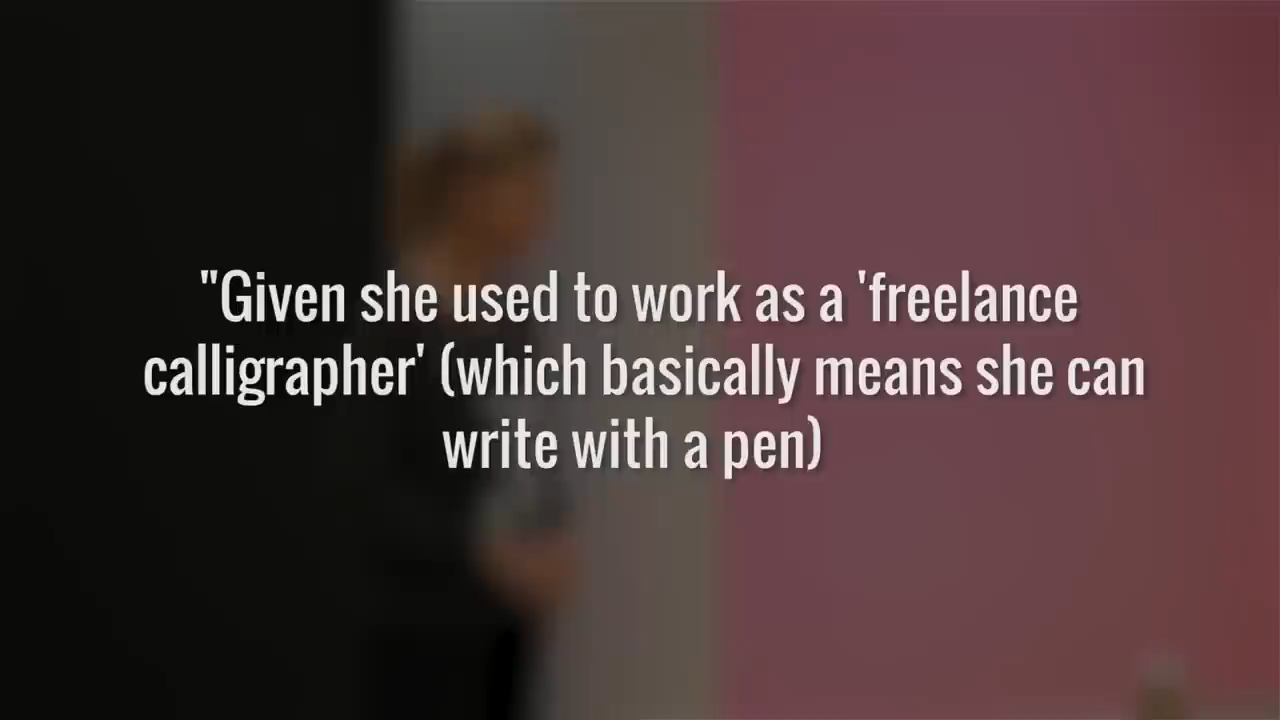 "Given she used to work as a 'freelance
calligrapher' (which basically means she can
write with a pen)